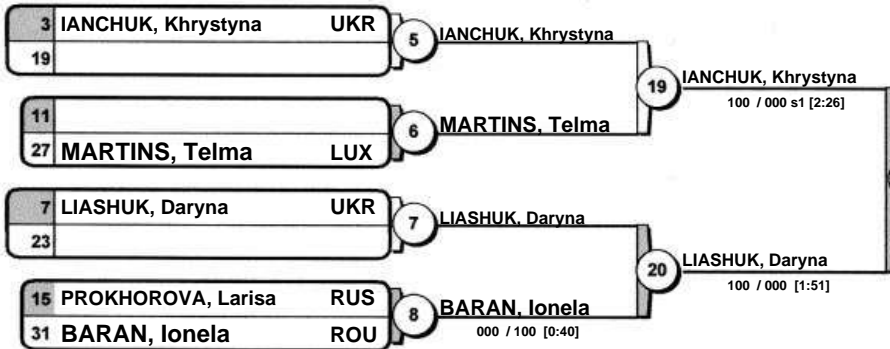 3 IANCHUK, Khrystyna UKR
19
5 IANCHUK, Khrystyna
11
27 MARTINS, Telma LUX
6 MARTINS, Telma
19 IANCHUK, Khrystyna
100 / 000 s1 [2:26]
7 LIASHUK, Daryna UKR
23
7 LIASHUK, Daryna
15 PROKHOROVA, Larisa RUS
31 BARAN, Ionela ROU
8 BARAN, Ionela
000 / 100 [0:40]
20 LIASHUK, Daryna
100 / 000 [1:51]